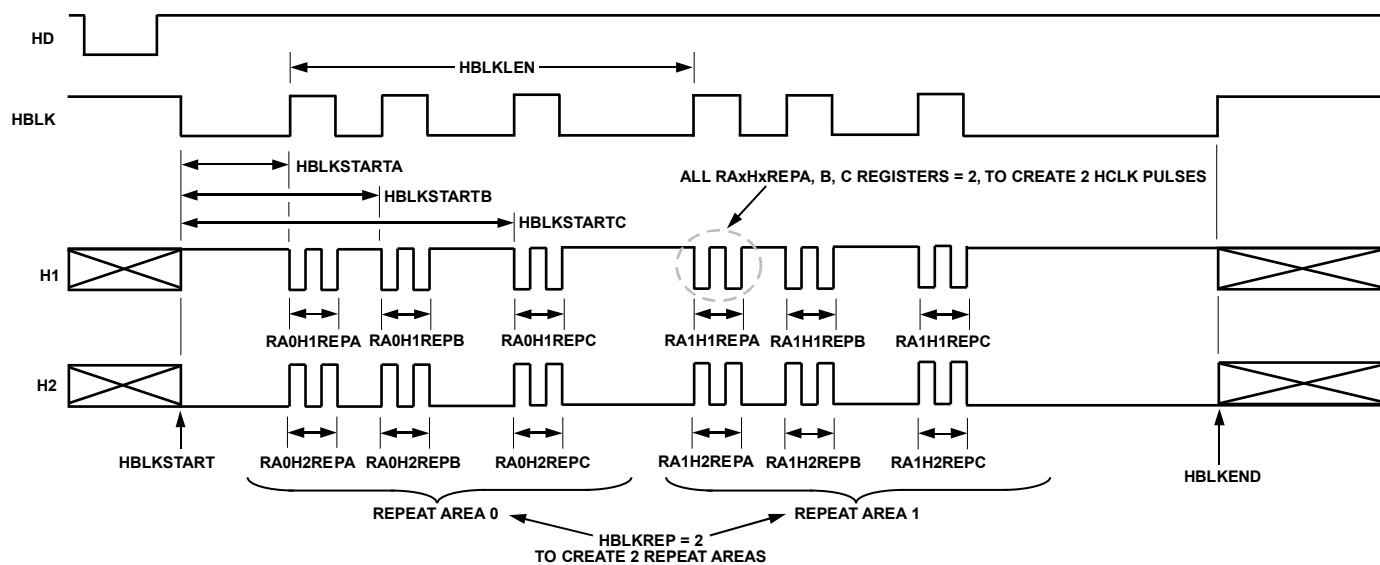 HD
HBLKLEN
HBLK
HBLKSTARTA
ALL RAxHxREPA, B, C REGISTERS = 2, TO CREATE 2 HCLK PULSES
HBLKSTARTB
HBLKSTARTC
H1
RA0H1REPA
RA0H1REPB
RA0H1REPC
RA1H1REPA
RA1H1REPB
RA1H1REPC
H2
HBLKSTART
RA0H2REPA
RA0H2REPB
RA0H2REPC
RA1H2REPA
RA1H2REPB
RA1H2REPC
HBLKEND
REPEAT AREA 0
REPEAT AREA 1
HBLKREP = 2
TO CREATE 2 REPEAT AREAS